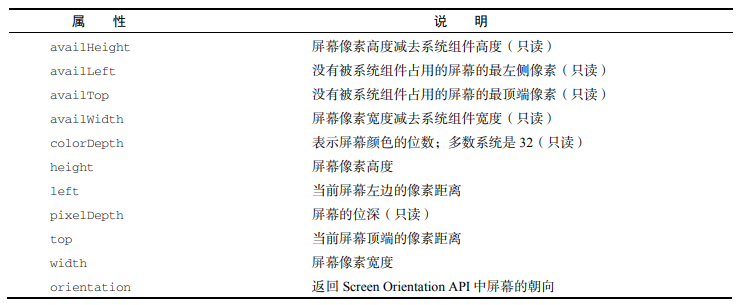 属 性 说 明
availHeight 屏幕像素高度减去系统组件高度（只读）
availLeft 没有被系统组件占用的屏幕的最左侧像素（只读）
availTop 没有被系统组件占用的屏幕的最顶端像素（只读）
availWidth 屏幕像素宽度减去系统组件宽度（只读）
colorDepth 表示屏幕颜色的位数；多数系统是 32（只读）
height 屏幕像素高度
left 当前屏幕左边的像素距离
pixelDepth 屏幕的位深（只读）
top 当前屏幕顶端的像素距离
width 屏幕像素宽度
orientation 返回 Screen Orientation API 中屏幕的朝向